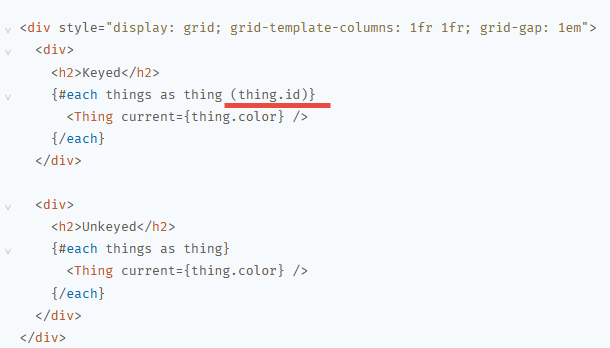 <div style="display: grid; grid-template-columns: 1fr 1fr; grid-gap: 1em">
<div>
<h2>Keyed</h2>
{#each things as thing (thing.id)}
<Thing current={thing.color} />
{/each}
</div>
<div>
<h2>Unkeyed</h2>
{#each things as thing}
<Thing current={thing.color} />
{/each}
</div>
</div>